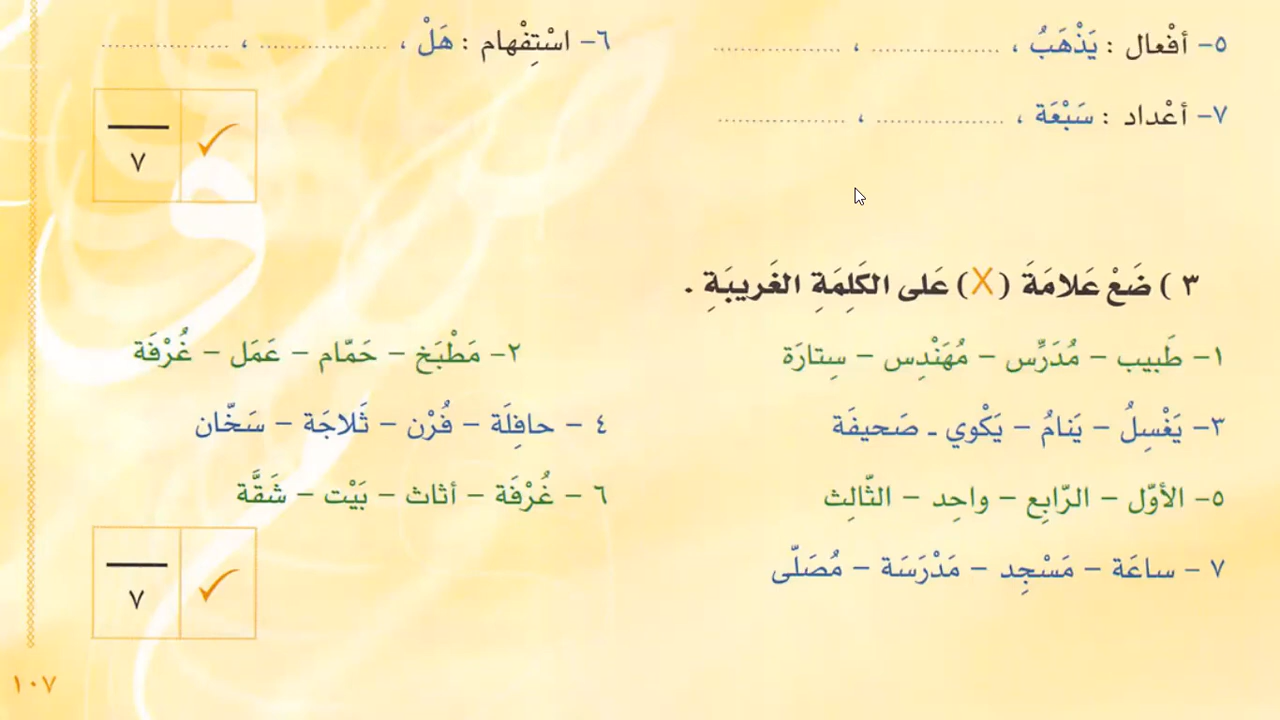 ٥- أفْعال : يَذْهَبُ ، ........................ ، ........................
٦- اسْتِفْهام : هَلْ ، ........................ ، ........................
٧- أعْداد : سَبْعَة ، ........................ ، ........................
٧
٣ ) ضَعْ عَلامَةَ (X) عَلى الكَلِمَةِ الغَريبَةِ .
١- طَبيب – مُدَرِّس – مُهَنْدِس – سِتارَة
٢- مَطْبَخ – حَمّام – عَمَل – غُرْفَة
٣- يَغْسِلُ – يَنامُ – يَكْوي - صَحيفَة
٤ – حافِلَة – فُرْن – ثَلاجَة – سَخّان
٥- الأوّل – الرّابِع – واحِد – الثّالِث
٦ – غُرْفَة – أثاث – بَيْت – شَقَّة
٧ – ساعَة – مَسْجِد – مَدْرَسَة – مُصَلّى
٧
١٠٧